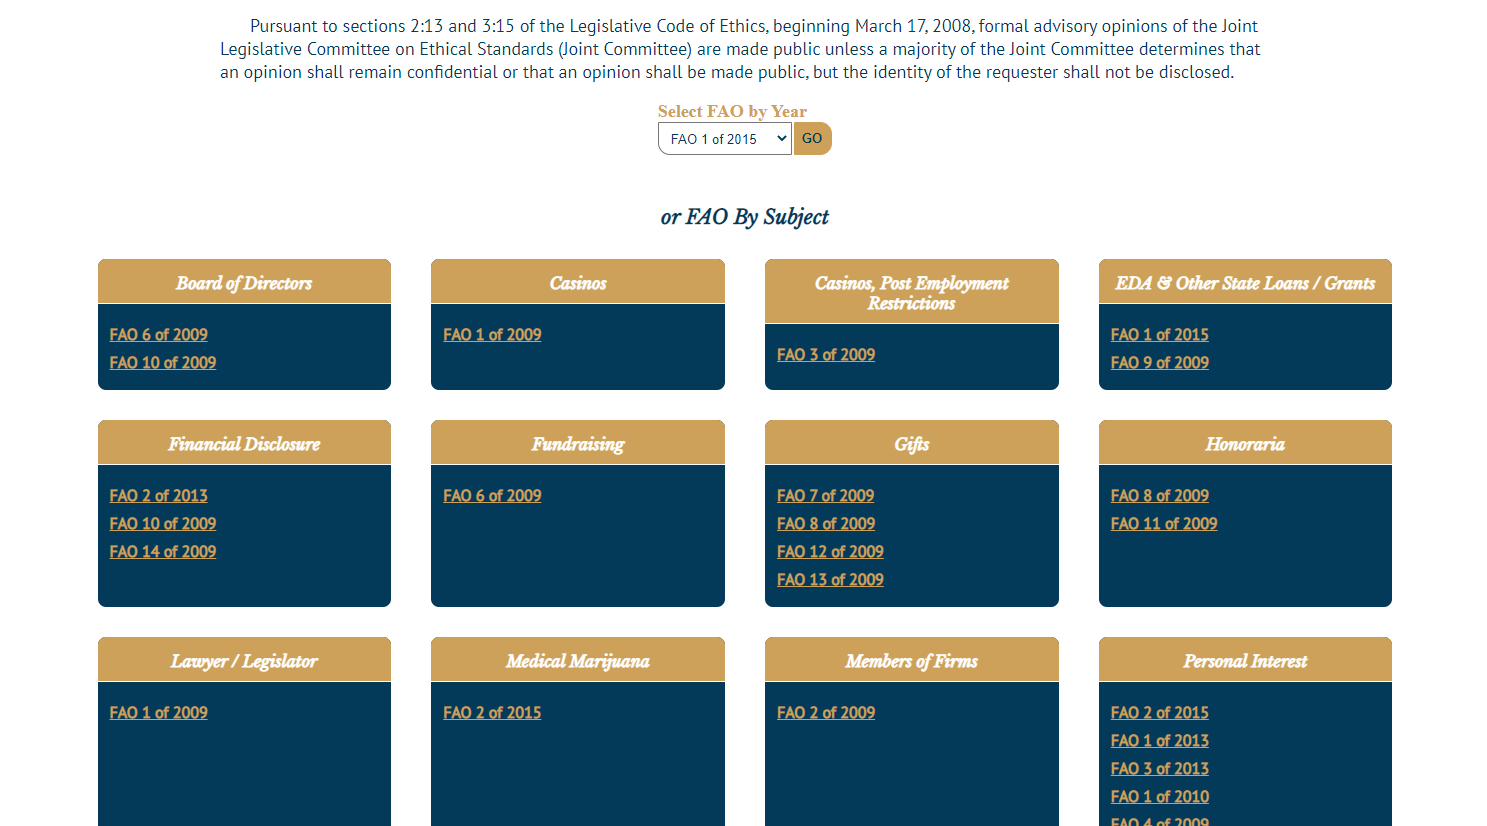 Pursuant to sections 2:13 and 3:15 of the Legislative Code of Ethics, beginning March 17, 2008, formal advisory opinions of the Joint
Legislative Committee on Ethical Standards (Joint Committee) are made public unless a majority of the Joint Committee determines that
an opinion shall remain confidential or that an opinion shall be made public, but the identity of the requester shall not be disclosed.
Select FAO by Year
FAO 1 of 2015 GO
or FAO By Subject
Board of Directors
FAO 6 of 2009
FAO 10 of 2009
Casinos
FAO 1 of 2009
Casinos, Post Employment
Restrictions
FAO 3 of 2009
EDA & Other State Loans / Grants
FAO 1 of 2015
FAO 9 of 2009
Financial Disclosure
FAO 2 of 2013
FAO 10 of 2009
FAO 14 of 2009
Fundraising
FAO 6 of 2009
Gifts
FAO 7 of 2009
FAO 8 of 2009
FAO 12 of 2009
FAO 13 of 2009
Honoraria
FAO 8 of 2009
FAO 11 of 2009
Lawyer / Legislator
FAO 1 of 2009
Medical Marijuana
FAO 2 of 2015
Members of Firms
FAO 2 of 2009
Personal Interest
FAO 2 of 2015
FAO 1 of 2013
FAO 3 of 2013
FAO 1 of 2010
FAO 4 of 2009